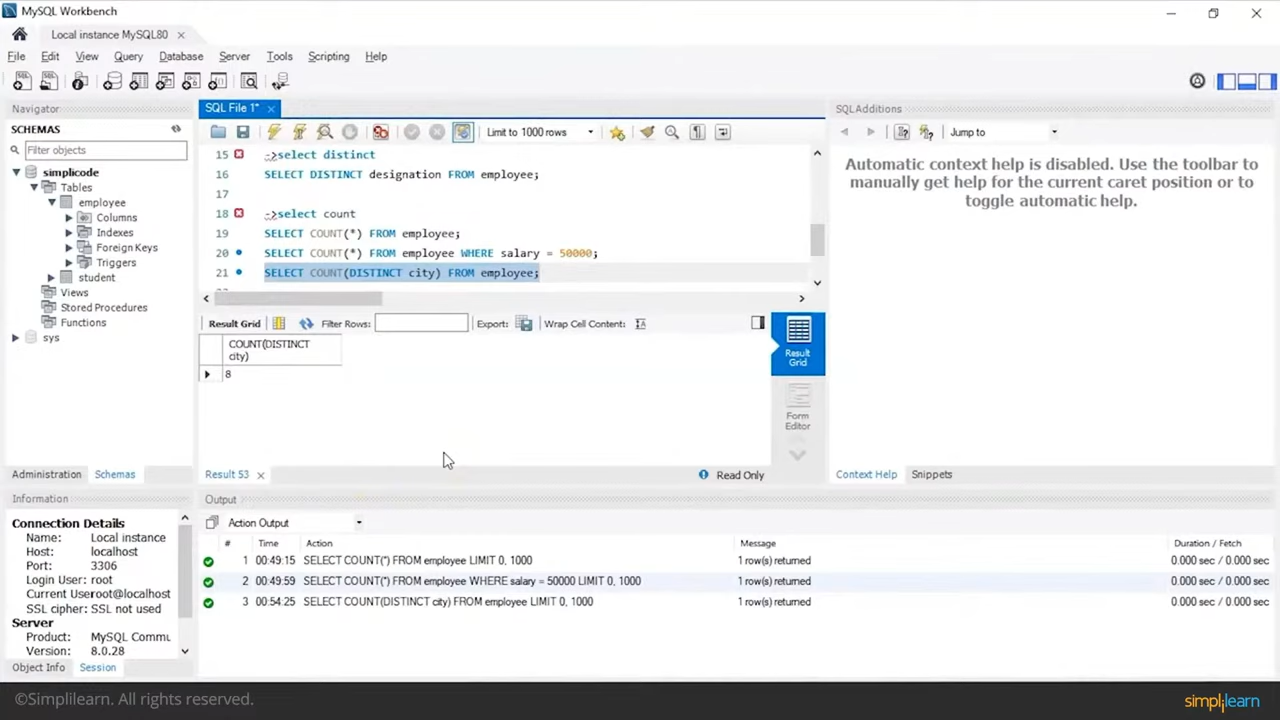 MySQL Workbench
Local instance MySQL80
File Edit View Query Database Server Tools Scripting Help
Navigator
SCHEMAS
Filter objects
simplicode
Tables
employee
Columns
Indexes
Foreign Keys
Triggers
student
Views
Stored Procedures
Functions
sys
Administration Schemas
Information
Connection Details
Name: Local instance
Host: localhost
Port: 3306
Login User: root
Current User: root@localhost
SSL cipher: SSL not used
Server
Product: MySQL Commu
Version: 8.0.28
Object Info Session
SQL File 1*
Limit to 1000 rows
15 ->select distinct
16 SELECT DISTINCT designation FROM employee;
17
18 ->select count
19 SELECT COUNT(*) FROM employee;
20 SELECT COUNT(*) FROM employee WHERE salary = 50000;
21 SELECT COUNT(DISTINCT city) FROM employee;
Result Grid Filter Rows: Export: Wrap Cell Content:
COUNT(DISTINCT
city)
8
Result
Grid
Form
Editor
Result 53 Read Only
SQLAdditions
Jump to
Automatic context help is disabled. Use the toolbar to
manually get help for the current caret position or to
toggle automatic help.
Context Help Snippets
Output
Action Output
# Time Action Message Duration / Fetch
1 00:49:15 SELECT COUNT(*) FROM employee LIMIT 0, 1000 1 row(s) returned 0.000 sec / 0.000 sec
2 00:49:59 SELECT COUNT(*) FROM employee WHERE salary = 50000 LIMIT 0, 1000 1 row(s) returned 0.000 sec / 0.000 sec
3 00:54:25 SELECT COUNT(DISTINCT city) FROM employee LIMIT 0, 1000 1 row(s) returned 0.000 sec / 0.000 sec
©Simplilearn. All rights reserved.
simplilearn